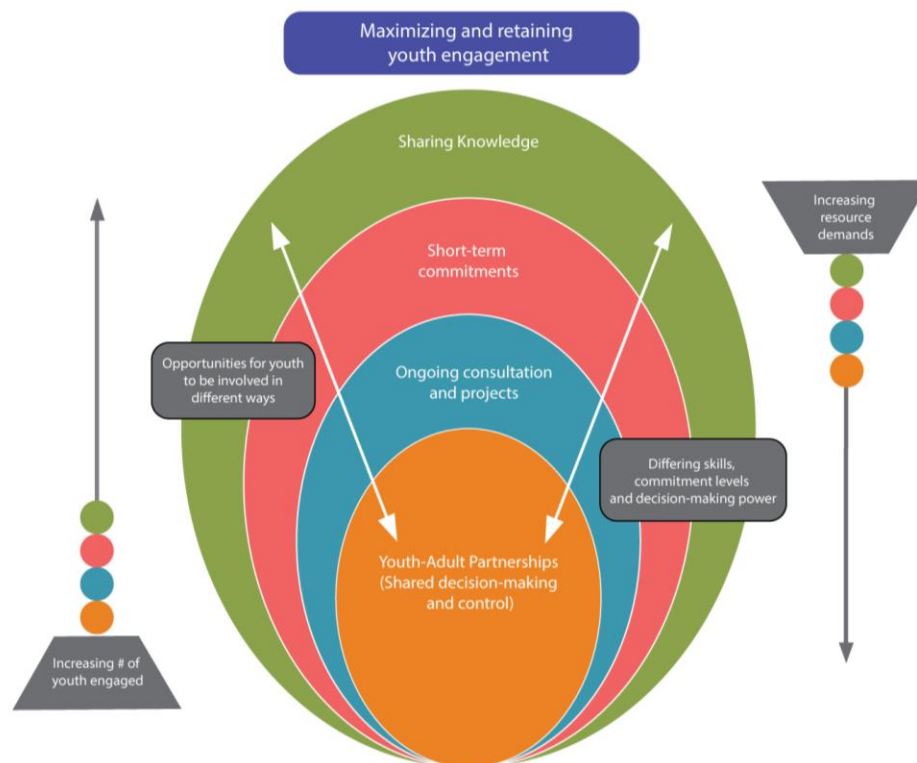 Maximizing and retaining
youth engagement
Sharing Knowledge
Increasing
resource
demands
Short-term
commitments
Opportunities for youth
to be involved in
different ways
Ongoing consultation
and projects
Differing skills,
commitment levels
and decision-making power
Youth-Adult Partnerships
(Shared decision-making
and control)
Increasing # of
youth engaged